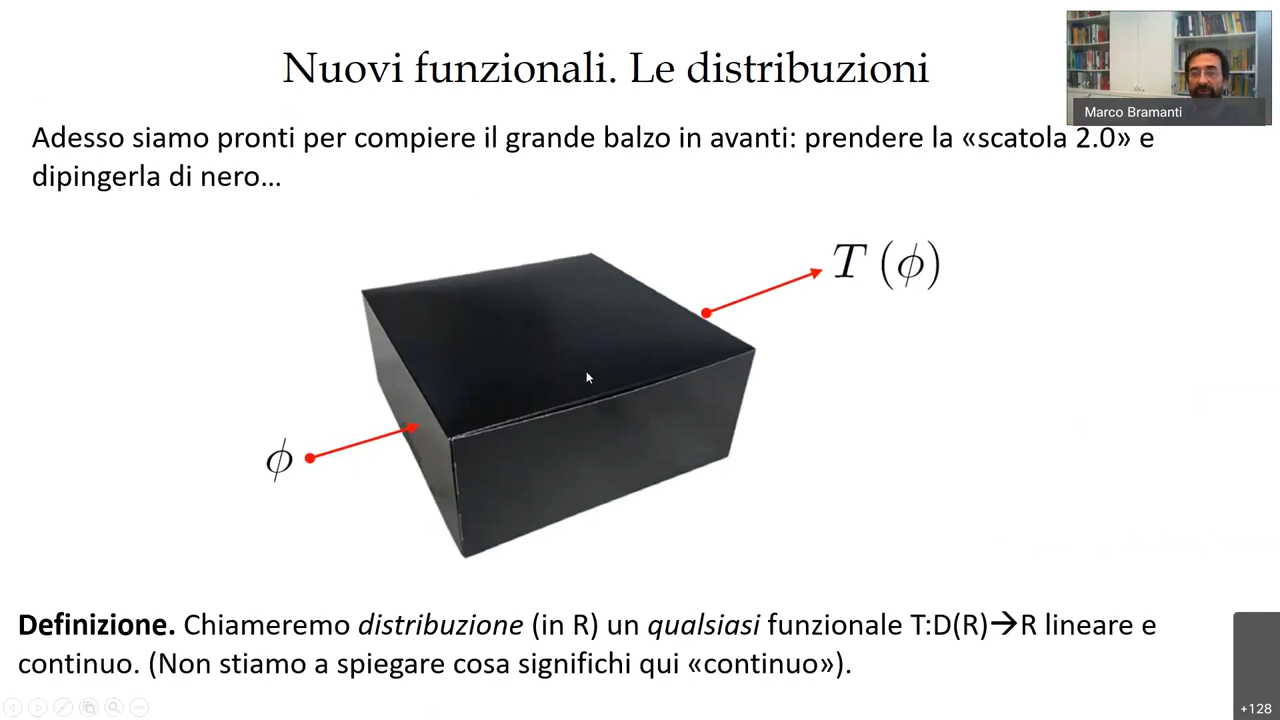 Nuovi funzionali. Le distribuzioni
Marco Bramanti
Adesso siamo pronti per compiere il grande balzo in avanti: prendere la «scatola 2.0» e
dipingerla di nero...
T (ϕ)
ϕ
Definizione. Chiameremo distribuzione (in R) un qualsiasi funzionale T:D(R)→R lineare e
continuo. (Non stiamo a spiegare cosa significhi qui «continuo»).
+128